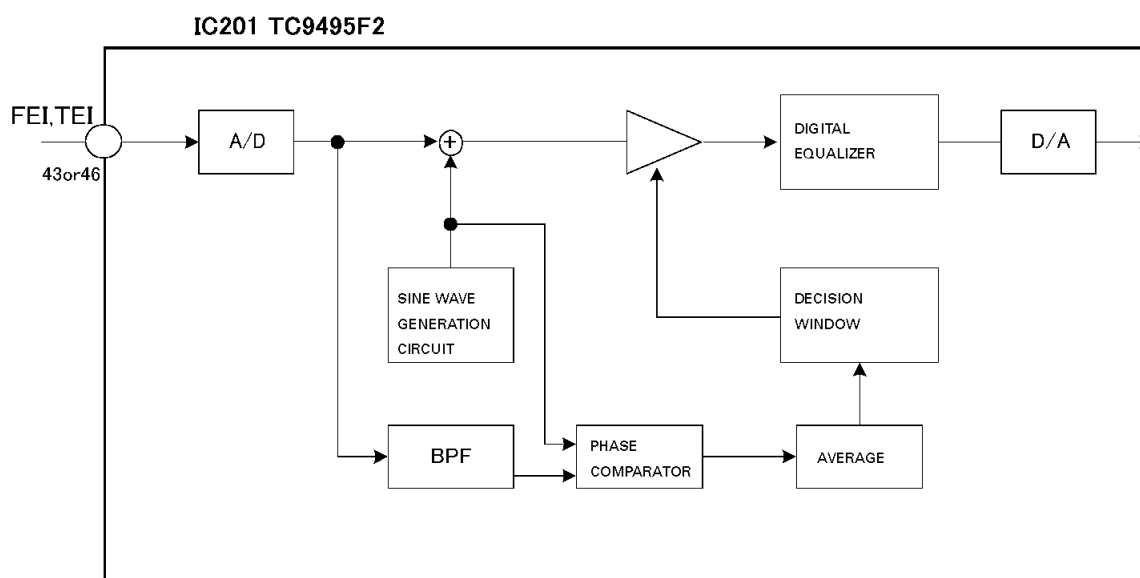 IC201 TC9495F2
FEI,TEI
43or46
A/D
+
DIGITAL
EQUALIZER
D/A
SINE WAVE
GENERATION
CIRCUIT
DECISION
WINDOW
BPF
PHASE
COMPARATOR
AVERAGE